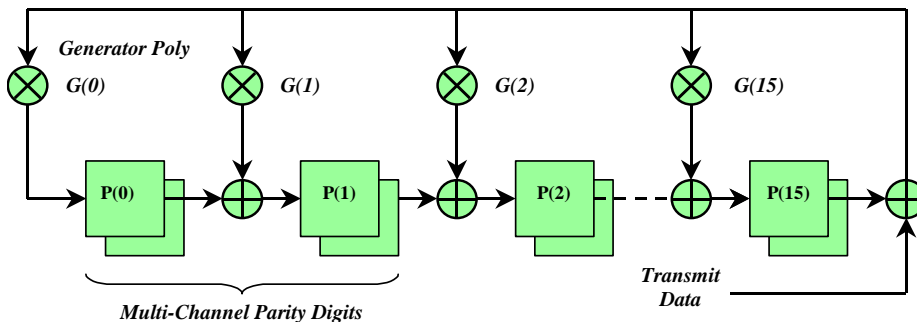 Generator Poly
G(0)
G(1)
G(2)
G(15)
P(0)
P(1)
P(2)
P(15)
Transmit
Data
Multi-Channel Parity Digits